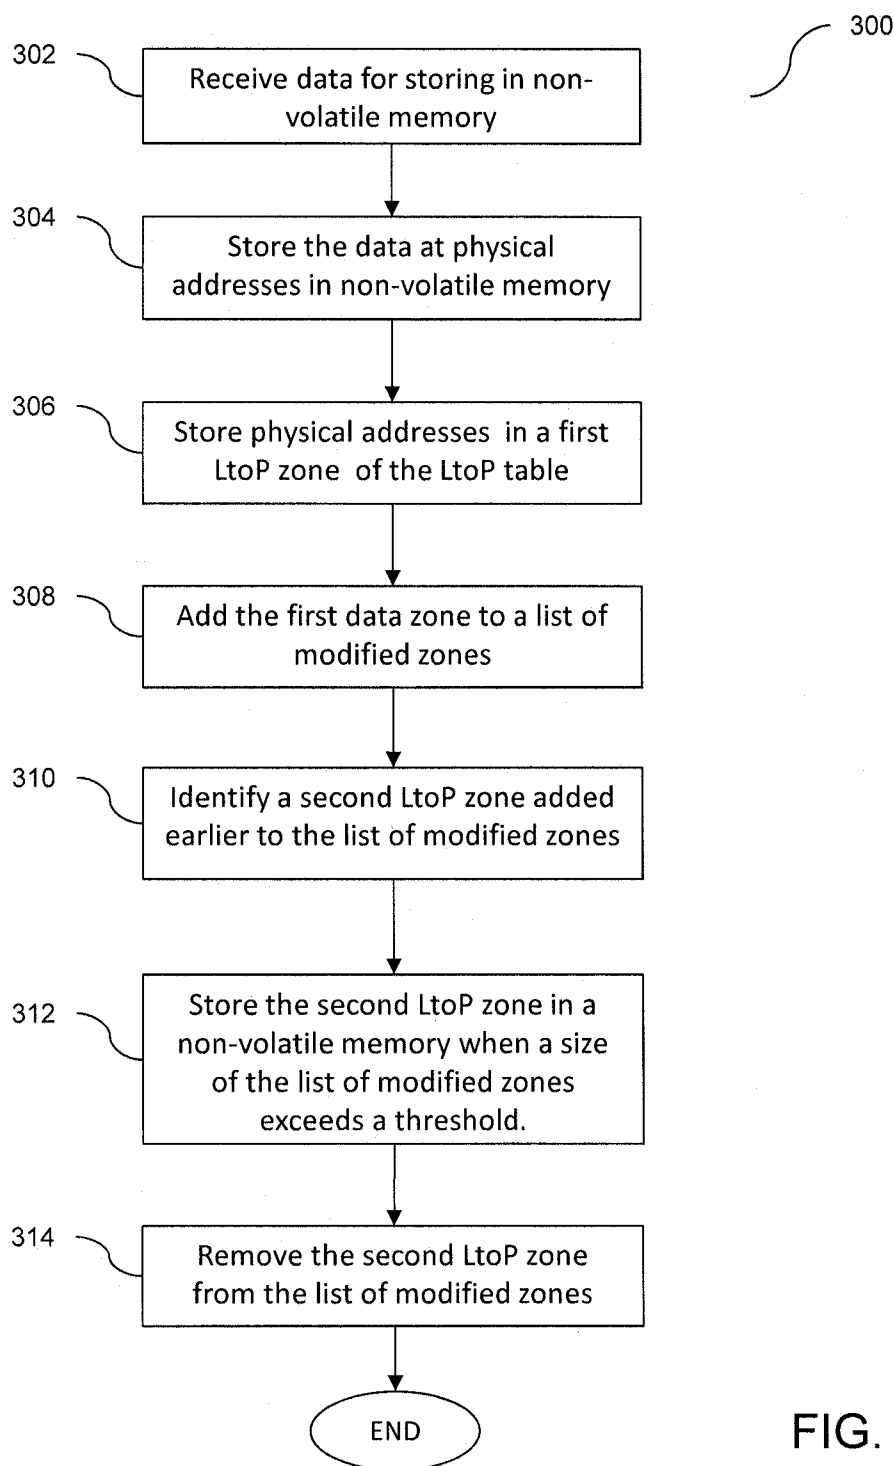 300
302
Receive data for storing in non-
volatile memory
304
Store the data at physical
addresses in non-volatile memory
306
Store physical addresses in a first
LtoP zone of the LtoP table
308
Add the first data zone to a list of
modified zones
310
Identify a second LtoP zone added
earlier to the list of modified zones
312
Store the second LtoP zone in a
non-volatile memory when a size
of the list of modified zones
exceeds a threshold.
314
Remove the second LtoP zone
from the list of modified zones
END
FIG.